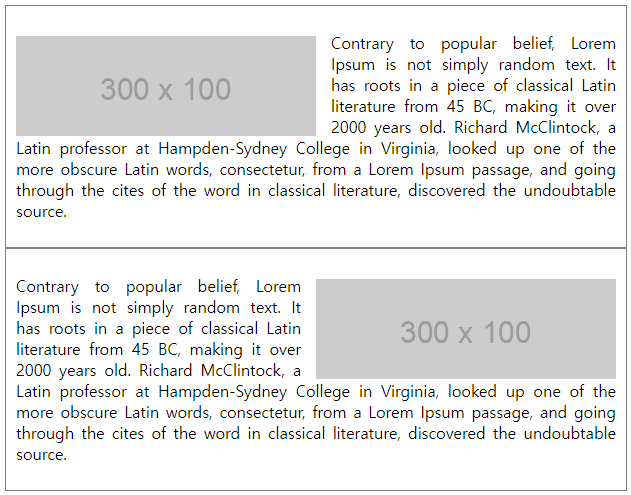 300 x 100
Contrary to popular belief, Lorem
Ipsum is not simply random text. It
has roots in a piece of classical Latin
literature from 45 BC, making it over
2000 years old. Richard McClintock, a
Latin professor at Hampden-Sydney College in Virginia, looked up one of the
more obscure Latin words, consectetur, from a Lorem Ipsum passage, and going
through the cites of the word in classical literature, discovered the undoubtable
source.
Contrary to popular belief, Lorem
Ipsum is not simply random text. It
has roots in a piece of classical Latin
literature from 45 BC, making it over
2000 years old. Richard McClintock, a
300 x 100
Latin professor at Hampden-Sydney College in Virginia, looked up one of the
more obscure Latin words, consectetur, from a Lorem Ipsum passage, and going
through the cites of the word in classical literature, discovered the undoubtable
source.